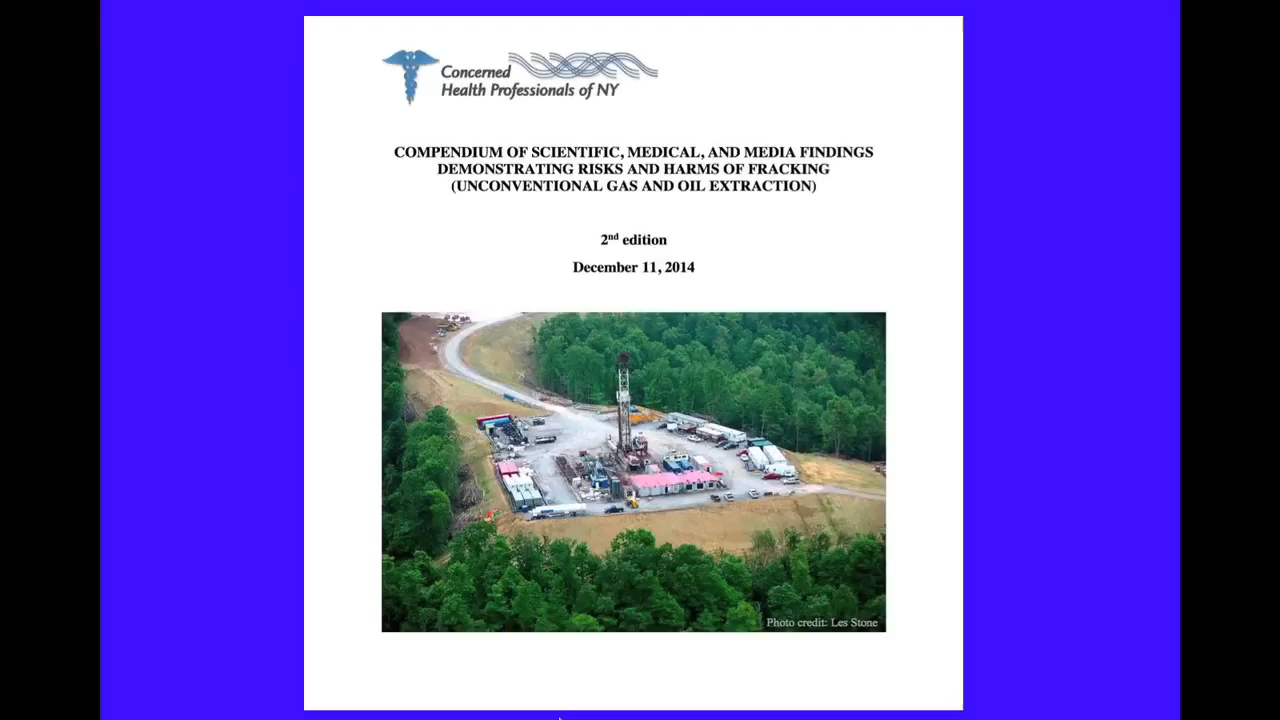 Concerned
Health Professionals of NY
COMPENDIUM OF SCIENTIFIC, MEDICAL, AND MEDIA FINDINGS
DEMONSTRATING RISKS AND HARMS OF FRACKING
(UNCONVENTIONAL GAS AND OIL EXTRACTION)
2nd edition
December 11, 2014
Photo credit: Les Stone